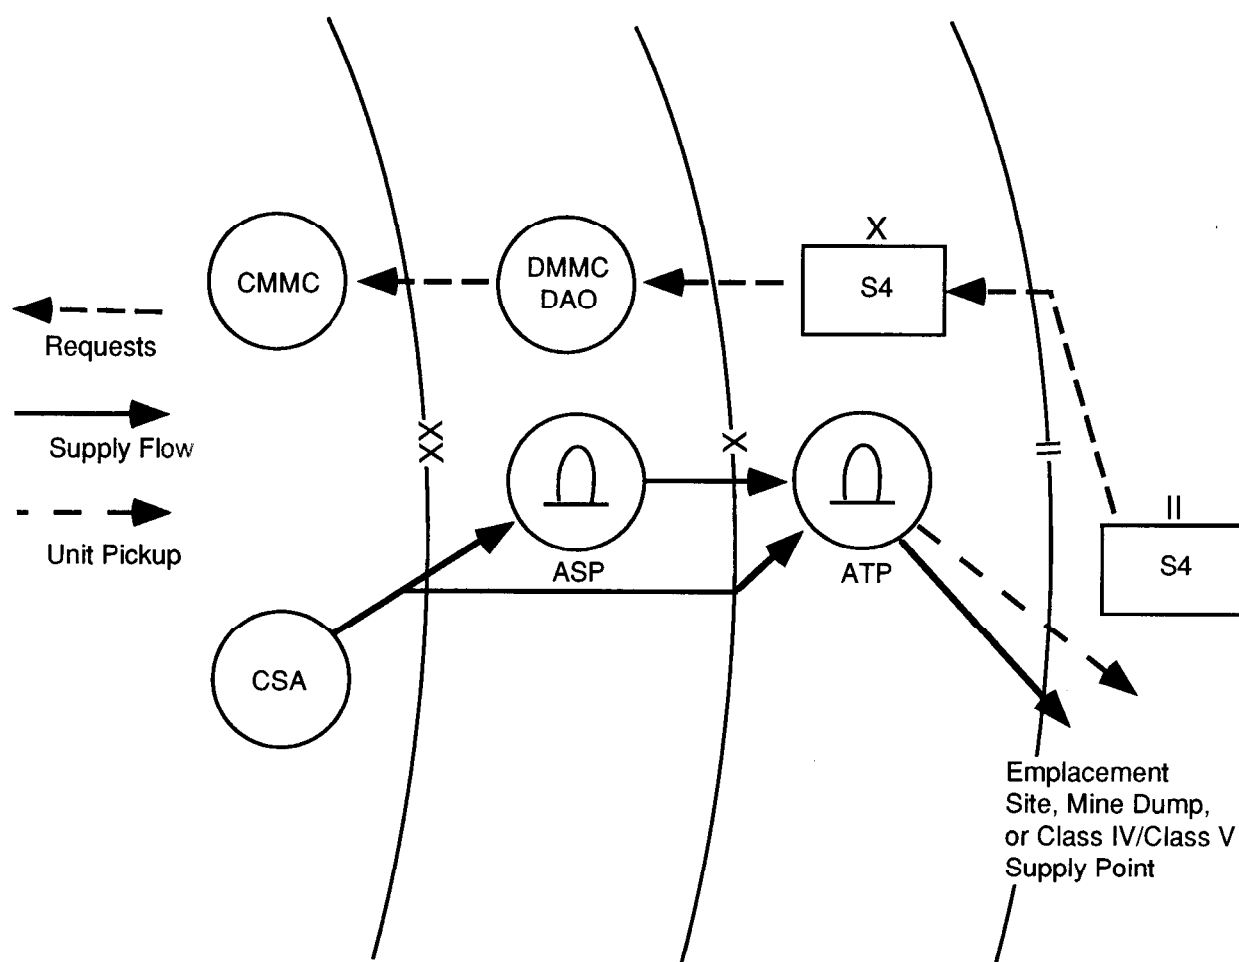 X
CMMC
DMMC
DAO
S4
Requests
Supply Flow
XX
X
II
Unit Pickup
ASP
ATP
II
S4
CSA
Emplacement
Site, Mine Dump,
or Class IV/Class V
Supply Point